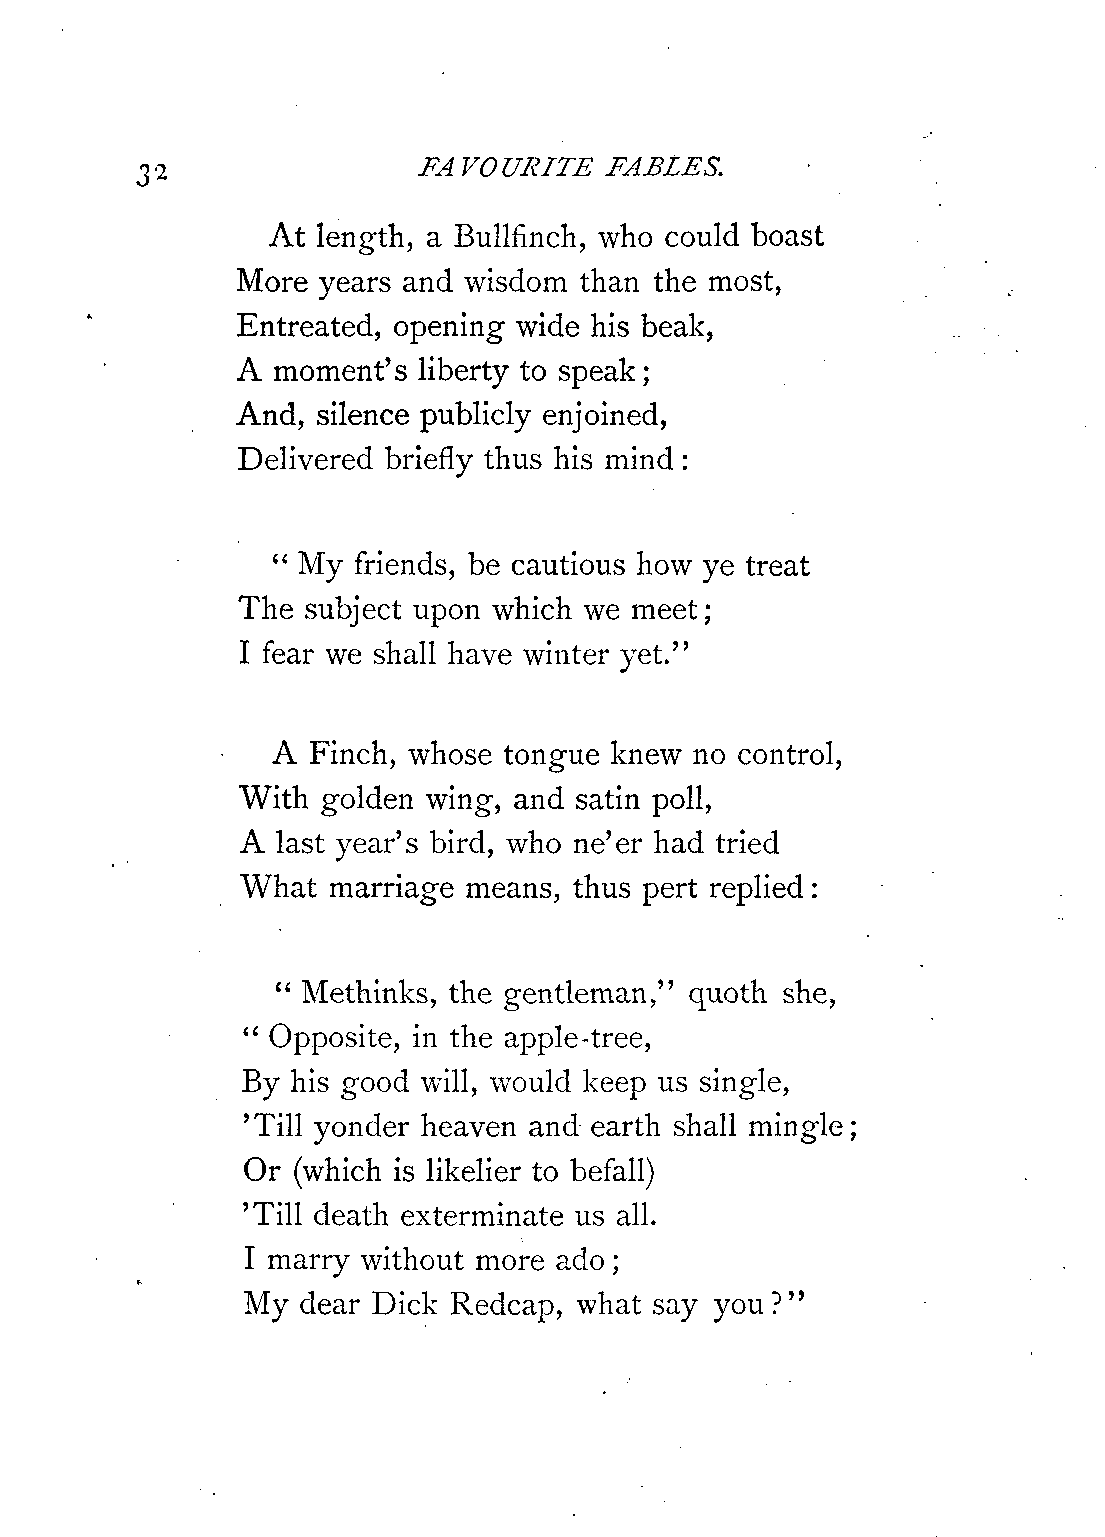 32 FAVOURITE FABLES.
At length, a Bullfinch, who could boast
More years and wisdom than the most,
Entreated, opening wide his beak,
A moment's liberty to speak;
And, silence publicly enjoined,
Delivered briefly thus his mind:
"My friends, be cautious how ye treat
The subject upon which we meet;
I fear we shall have winter yet."
A Finch, whose tongue knew no control,
With golden wing, and satin poll,
A last year's bird, who ne'er had tried
What marriage means, thus pert replied:
"Methinks, the gentleman," quoth she,
"Opposite, in the apple-tree,
By his good will, would keep us single,
'Till yonder heaven and earth shall mingle;
Or (which is likelier to befall)
'Till death exterminate us all.
I marry without more ado;
My dear Dick Redcap, what say you?"